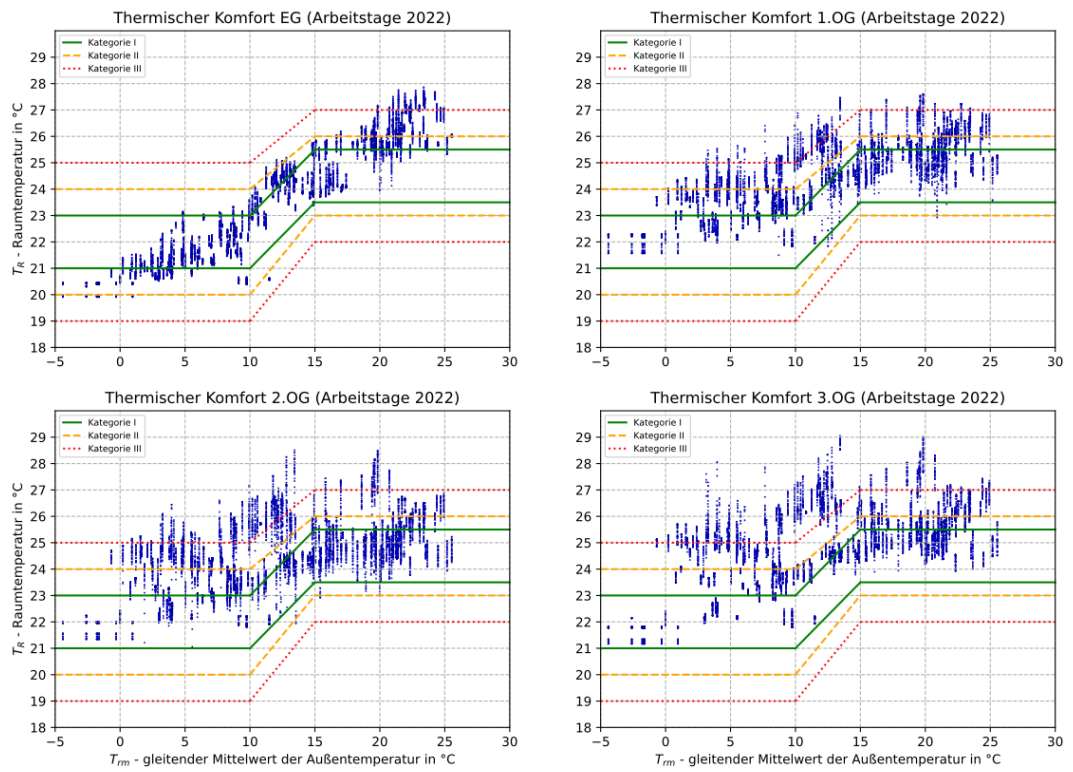 Thermischer Komfort EG (Arbeitstage 2022)
Kategorie I
Kategorie II
Kategorie III
T_R - Raumtemperatur in °C
29
28
27
26
25
24
23
22
21
20
19
18
−5 0 5 10 15 20 25 30
Thermischer Komfort 1.OG (Arbeitstage 2022)
Kategorie I
Kategorie II
Kategorie III
29
28
27
26
25
24
23
22
21
20
19
18
−5 0 5 10 15 20 25 30
Thermischer Komfort 2.OG (Arbeitstage 2022)
Kategorie I
Kategorie II
Kategorie III
T_R - Raumtemperatur in °C
29
28
27
26
25
24
23
22
21
20
19
18
−5 0 5 10 15 20 25 30
T_rm - gleitender Mittelwert der Außentemperatur in °C
Thermischer Komfort 3.OG (Arbeitstage 2022)
Kategorie I
Kategorie II
Kategorie III
29
28
27
26
25
24
23
22
21
20
19
18
−5 0 5 10 15 20 25 30
T_rm - gleitender Mittelwert der Außentemperatur in °C